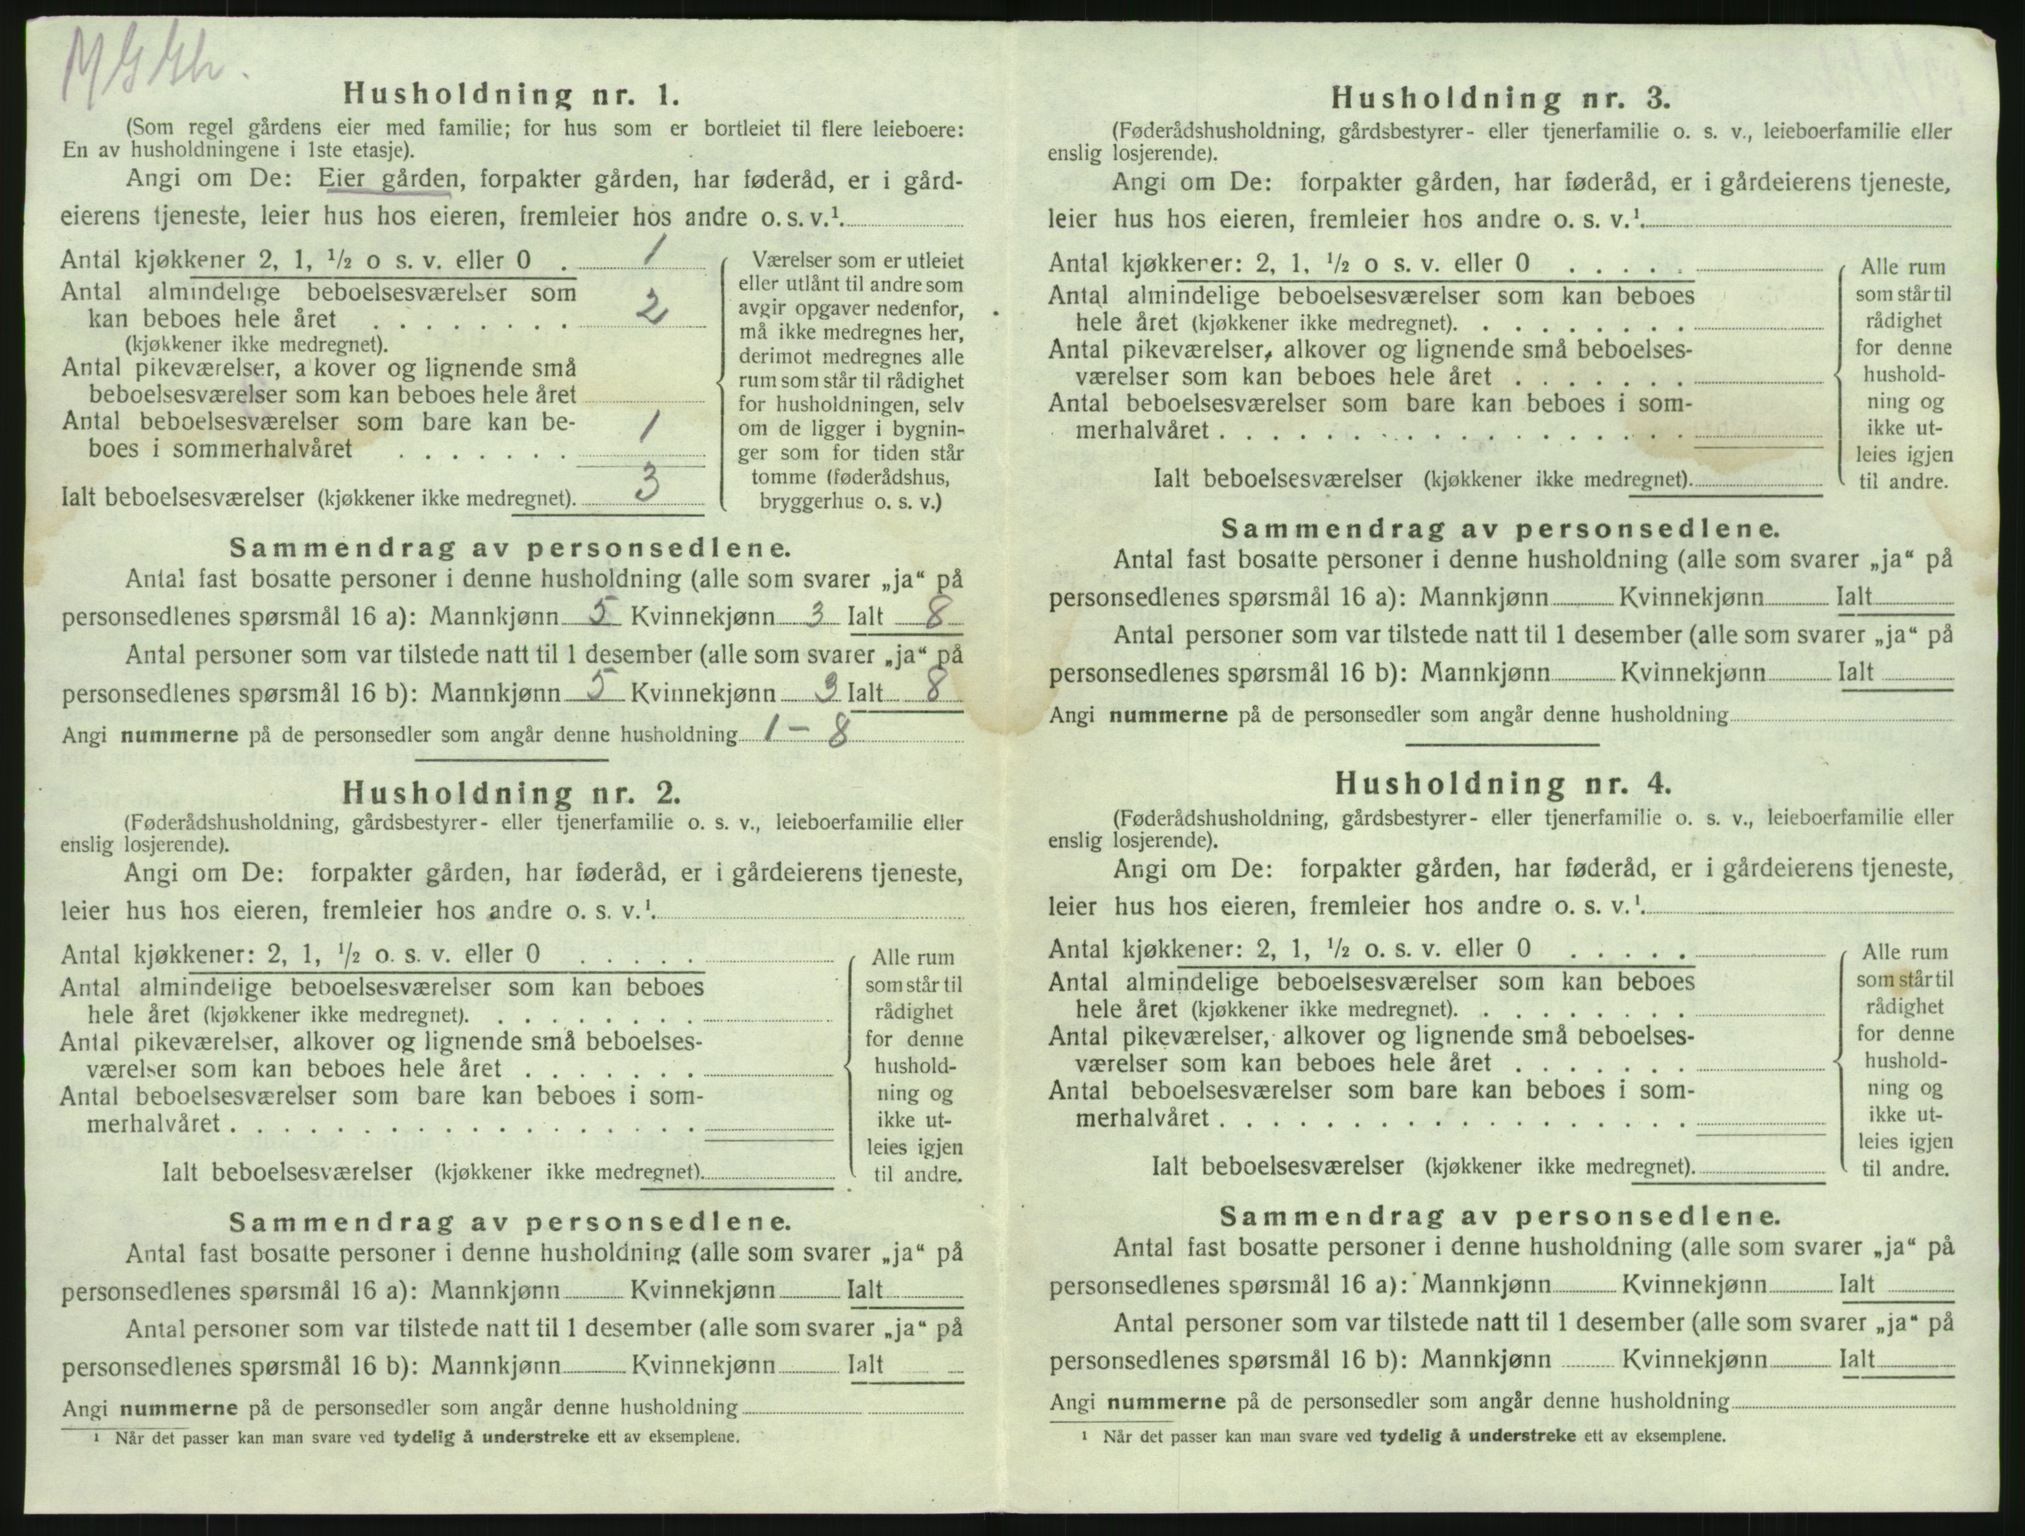 Husholdning nr. 1.
(Som regel gårdens eier med familie; for hus som er bortleiet til flere leieboere:
En av husholdningene i 1ste etasje).
Angi om De: Eier gården, forpakter gården, har føderåd, er i gård-
eierens tjeneste, leier hus hos eieren, fremleier hos andre o. s. v.¹.
Antal kjøkkener 2, 1, ½ o s. v. eller 0 . 1
Antal almindelige beboelsesværelser som
kan beboes hele året . . . . . . . . 2
(kjøkkener ikke medregnet).
Antal pikeværelser, a kover og lignende små
beboelsesværelser som kan beboes hele året
Antal beboelsesværelser som bare kan be-
boes i sommerhalvåret . . . . . . . 1
Ialt beboelsesværelser (kjøkkener ikke medregnet). 3
Værelser som er utleiet
eller utlånt til andre som
avgir opgaver nedenfor,
må ikke medregnes her,
derimot medregnes alle
rum som står til rådighet
for husholdningen, selv
om de ligger i bygnin-
ger som for tiden står
tomme (føderådshus,
bryggerhus o. s. v.)
Sammendrag av personsedlene.
Antal fast bosatte personer i denne husholdning (alle som svarer „ja“ på
personsedlenes spørsmål 16 a): Mannkjønn 5 Kvinnekjønn 3 Ialt 8
Antal personer som var tilstede natt til 1 desember (alle som svarer „ja“ på
personsedlenes spørsmål 16 b): Mannkjønn 5 Kvinnekjønn 3 Ialt 8
Angi nummerne på de personsedler som angår denne husholdning 1 – 8
Husholdning nr. 2.
(Føderådshusholdning, gårdsbestyrer- eller tjenerfamilie o. s. v., leieboerfamilie eller
enslig losjerende).
Angi om De: forpakter gården, har føderåd, er i gårdeierens tjeneste,
leier hus hos eieren, fremleier hos andre o. s. v.¹.
Antal kjøkkener: 2, 1, ½ o. s. v. eller 0 . . . . .
Antal almindelige beboelsesværelser som kan beboes
hele året (kjøkkener ikke medregnet). . . . . . . . .
Antal pikeværelser, alkover og lignende små beboelses-
værelser som kan beboes hele året . . . . . . .
Antal beboelsesværelser som bare kan beboes i som-
merhalvåret . . . . . . . . . . . . . . . . . .
Ialt beboelsesværelser (kjøkkener ikke medregnet).
Alle rum
som står til
rådighet
for denne
hushold-
ning og
ikke ut-
leies igjen
til andre.
Sammendrag av personsedlene.
Antal fast bosatte personer i denne husholdning (alle som svarer „ja“ på
personsedlenes spørsmål 16 a): Mannkjønn Kvinnekjønn Ialt
Antal personer som var tilstede natt til 1 desember (alle som svarer „ja“ på
personsedlenes spørsmål 16 b): Mannkjønn Kvinnekjønn Ialt
Angi nummerne på de personsedler som angår denne husholdning
¹ Når det passer kan man svare ved tydelig å understreke ett av eksemplene.
Husholdning nr. 3.
(Føderådshusholdning, gårdsbestyrer- eller tjenerfamilie o. s. v., leieboerfamilie eller
enslig losjerende).
Angi om De: forpakter gården, har føderåd, er i gårdeierens tjeneste,
leier hus hos eieren, fremleier hos andre o. s. v.¹.
Antal kjøkkener: 2, 1, ½ o s. v. eller 0 . . . . .
Antal almindelige beboelsesværelser som kan beboes
hele året (kjøkkener ikke medregnet). . . . . . . . .
Antal pikeværelser, alkover og lignende små beboelses-
værelser som kan beboes hele året . . . . . . .
Antal beboelsesværelser som bare kan beboes i som-
merhalvåret . . . . . . . . . . . . . . . . . .
Ialt beboelsesværelser (kjøkkener ikke medregnet).
Alle rum
som står til
rådighet
for denne
hushold-
ning og
ikke ut-
leies igjen
til andre.
Sammendrag av personsedlene.
Antal fast bosatte personer i denne husholdning (alle som svarer „ja“ på
personsedlenes spørsmål 16 a): Mannkjønn Kvinnekjønn Ialt
Antal personer som var tilstede natt til 1 desember (alle som svarer „ja“ på
personsedlenes spørsmål 16 b): Mannkjønn Kvinnekjønn Ialt
Angi nummerne på de personsedler som angår denne husholdning
Husholdning nr. 4.
(Føderådshusholdning, gårdsbestyrer- eller tjenerfamilie o. s. v., leieboerfamilie eller
enslig losjerende).
Angi om De: forpakter gården, har føderåd, er i gårdeierens tjeneste,
leier hus hos eieren, fremleier hos andre o. s. v.¹.
Antal kjøkkener: 2, 1, ½ o. s. v. eller 0 . . . . .
Antal almindelige beboelsesværelser som kan beboes
hele året (kjøkkener ikke medregnet). . . . . . . . .
Antal pikeværelser, alkover og lignende små beboelses-
værelser som kan beboes hele året . . . . . . .
Antal beboelsesværelser som bare kan beboes i som-
merhalvåret . . . . . . . . . . . . . . . . . .
Ialt beboelsesværelser (kjøkkener ikke medregnet).
Alle rum
som står til
rådighet
for denne
hushold-
ning og
ikke ut-
leies igjen
til andre.
Sammendrag av personsedlene.
Antal fast bosatte personer i denne husholdning (alle som svarer „ja“ på
personsedlenes spørsmål 16 a): Mannkjønn Kvinnekjønn Ialt
Antal personer som var tilstede natt til 1 desember (alle som svarer „ja“ på
personsedlenes spørsmål 16 b): Mannkjønn Kvinnekjønn Ialt
Angi nummerne på de personsedler som angår denne husholdning
¹ Når det passer kan man svare ved tydelig å understreke ett av eksemplene.